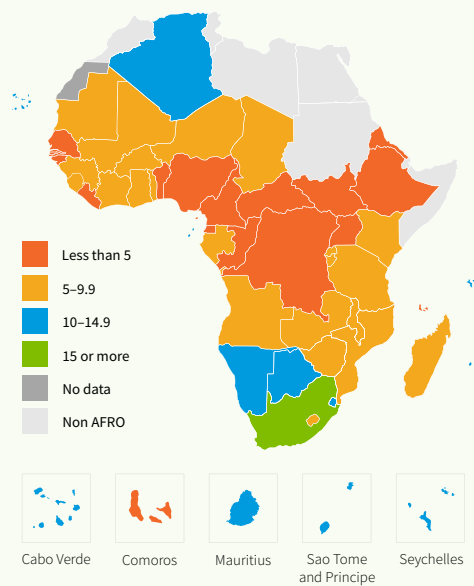 Less than 5
5–9.9
10–14.9
15 or more
No data
Non AFRO
Cabo Verde
Comoros
Mauritius
Sao Tome
and Principe
Seychelles